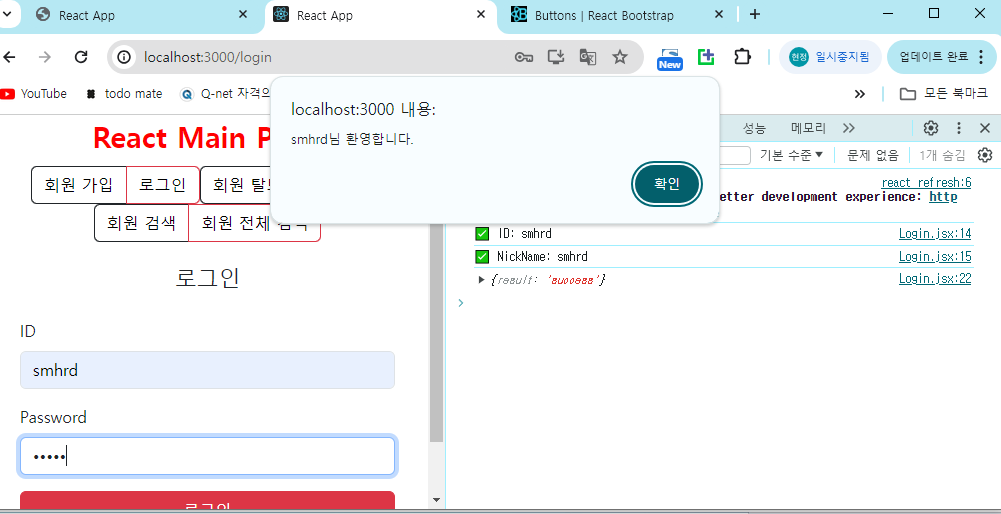 React App
React App
Buttons | React Bootstrap
localhost:3000/login
New
현정
일시중지됨
업데이트 완료
YouTube
todo mate
Q-net 자격의
모든 북마크
localhost:3000 내용:
smhrd님 환영합니다.
확인
React Main P
회원 가입
로그인
회원 탈
회원 검색
회원 전체 검색
로그인
ID
smhrd
Password
로그인
성능
메모리
기본 수준
문제 없음
1개 숨김
react refresh:6
etter development experience: http
ID: smhrd
Login.jsx:14
NickName: smhrd
Login.jsx:15
{result: 'success'}
Login.jsx:22